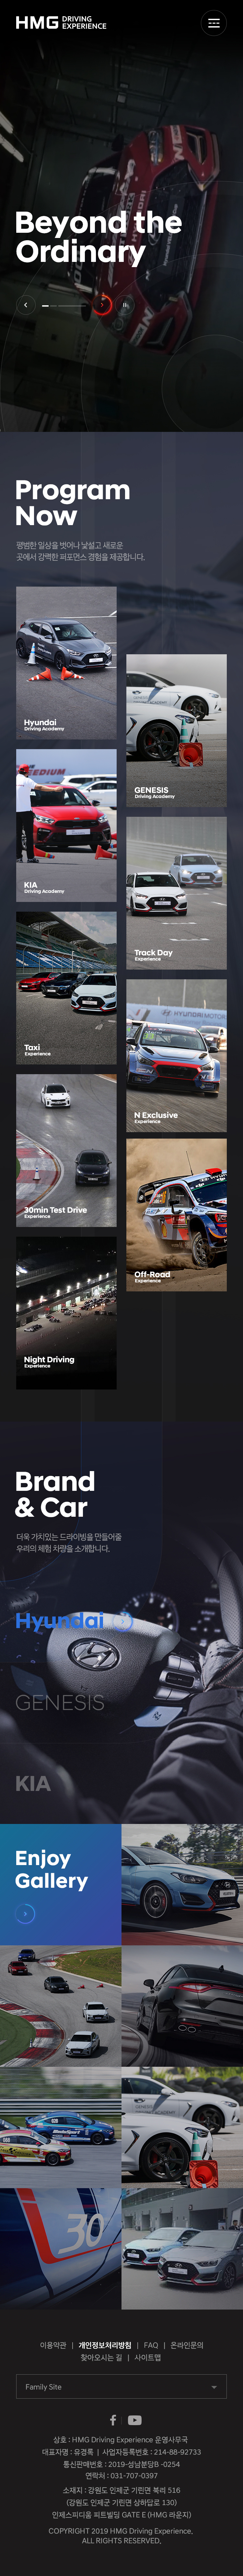 HMG DRIVING
EXPERIENCE
Beyond the
Ordinary
Program
Now
평범한 일상을 벗어나 낯설고 새로운
곳에서 강력한 퍼포먼스 경험을 제공합니다.
Hyundai
Driving Academy
GENESIS
Driving Academy
KIA
Driving Academy
Track Day
Experience
Taxi
Experience
N Exclusive
Experience
30min Test Drive
Experience
Off-Road
Experience
Night Driving
Experience
Brand
& Car
더욱 가치있는 드라이빙을 만들어줄
우리의 체험 차량을 소개합니다.
Hyundai
GENESIS
KIA
Enjoy
Gallery
30
이용약관 | 개인정보처리방침 | FAQ | 온라인문의
찾아오시는 길 | 사이트맵
Family Site
상호 : HMG Driving Experience 운영사무국
대표자명 : 유경록 | 사업자등록번호 : 214-88-92733
통신판매번호 : 2019-성남분당B -0254
연락처 : 031-707-0397
소재지 : 강원도 인제군 기린면 북리 516
(강원도 인제군 기린면 상하답로 130)
인제스피디움 피트빌딩 GATE E (HMG 라운지)
COPYRIGHT 2019 HMG Driving Experience.
ALL RIGHTS RESERVED.